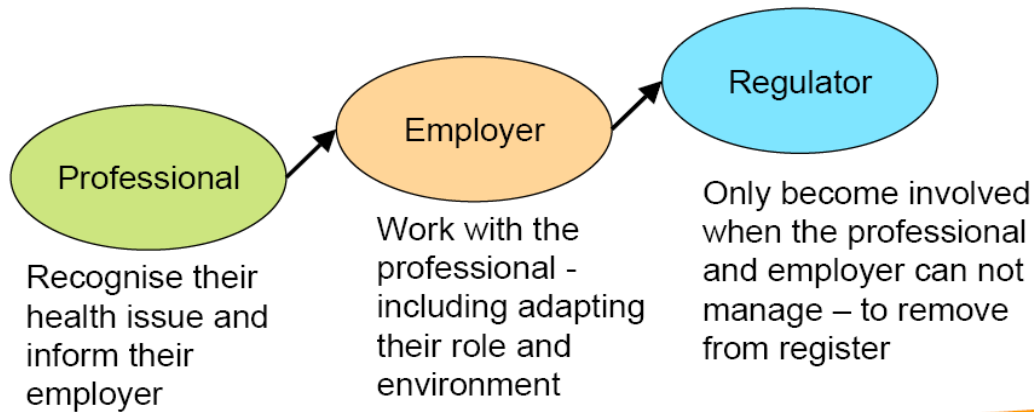 Professional
Recognise their
health issue and
inform their
employer
Employer
Work with the
professional -
including adapting
their role and
environment
Regulator
Only become involved
when the professional
and employer can not
manage – to remove
from register